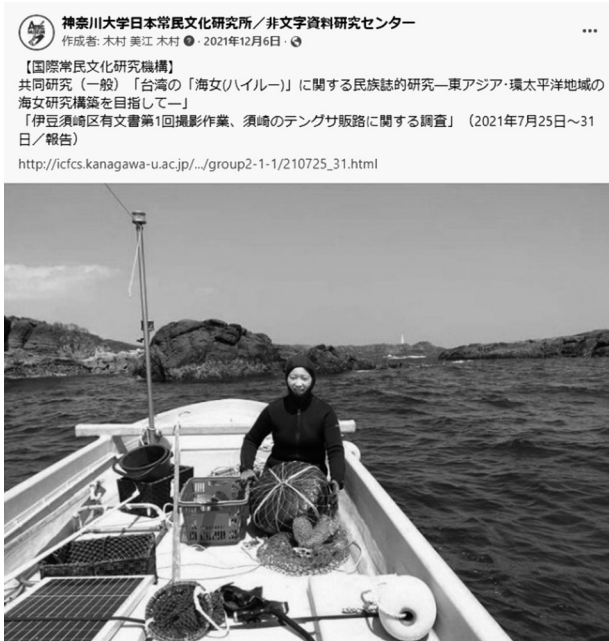 神奈川大学日本常民文化研究所／非文字資料研究センター
作成者: 木村 美江 木村 · 2021年12月6日 ·
【国際常民文化研究機構】
共同研究（一般）「台湾の「海女(ハイルー)」に関する民族誌的研究―東アジア･環太平洋地域の
海女研究構築を目指して―」
「伊豆須崎区有文書第1回撮影作業、須崎のテングサ販路に関する調査」（2021年7月25日～31
日／報告）
http://icfcs.kanagawa-u.ac.jp/.../group2-1-1/210725_31.html